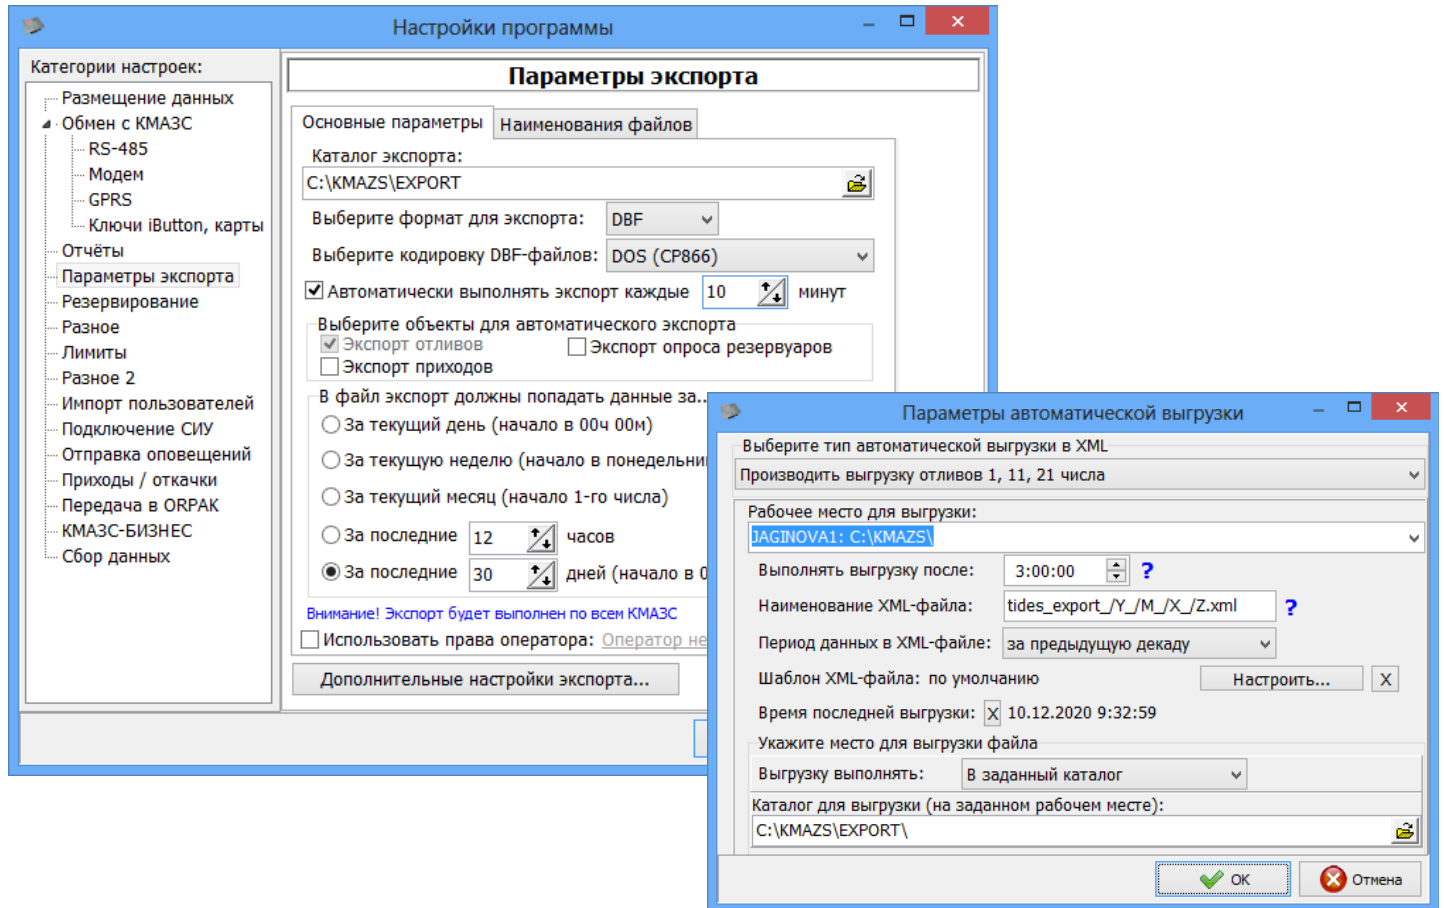 Настройки программы
Категории настроек:
Размещение данных
Обмен с КМАЗС
RS-485
Модем
GPRS
Ключи iButton, карты
Отчёты
Параметры экспорта
Резервирование
Разное
Лимиты
Разное 2
Импорт пользователей
Подключение СИУ
Отправка оповещений
Приходы / откачки
Передача в ORPAK
КМАЗС-БИЗНЕС
Сбор данных
Параметры экспорта
Основные параметры Наименования файлов
Каталог экспорта:
C:\KMAZS\EXPORT
Выберите формат для экспорта: DBF
Выберите кодировку DBF-файлов: DOS (CP866)
Автоматически выполнять экспорт каждые 10 минут
Выберите объекты для автоматического экспорта
Экспорт отливов Экспорт опроса резервуаров
Экспорт приходов
В файл экспорт должны попадать данные за..
За текущий день (начало в 00ч 00м)
За текущую неделю (начало в понедельни
За текущий месяц (начало 1-го числа)
За последние 12 часов
За последние 30 дней (начало в 0
Внимание! Экспорт будет выполнен по всем КМАЗС
Использовать права оператора: Оператор не
Дополнительные настройки экспорта...
Параметры автоматической выгрузки
Выберите тип автоматической выгрузки в XML
Производить выгрузку отливов 1, 11, 21 числа
Рабочее место для выгрузки:
JAGINOVA1: C:\KMAZS\
Выполнять выгрузку после: 3:00:00 ?
Наименование XML-файла: tides_export_/Y_/M_/X_/Z.xml ?
Период данных в XML-файле: за предыдущую декаду
Шаблон XML-файла: по умолчанию Настроить... X
Время последней выгрузки: X 10.12.2020 9:32:59
Укажите место для выгрузки файла
Выгрузку выполнять: В заданный каталог
Каталог для выгрузки (на заданном рабочем месте):
C:\KMAZS\EXPORT\
OK Отмена